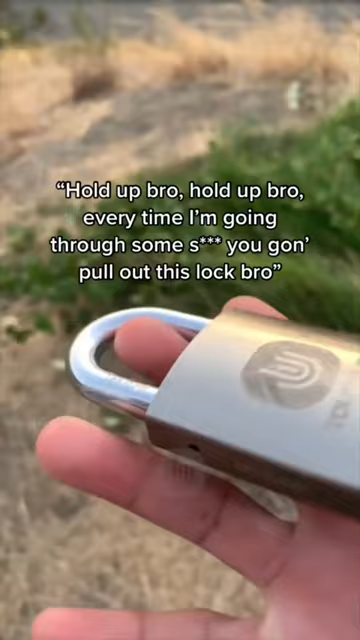 “Hold up bro, hold up bro,
every time I’m going
through some s*** you gon’
pull out this lock bro”